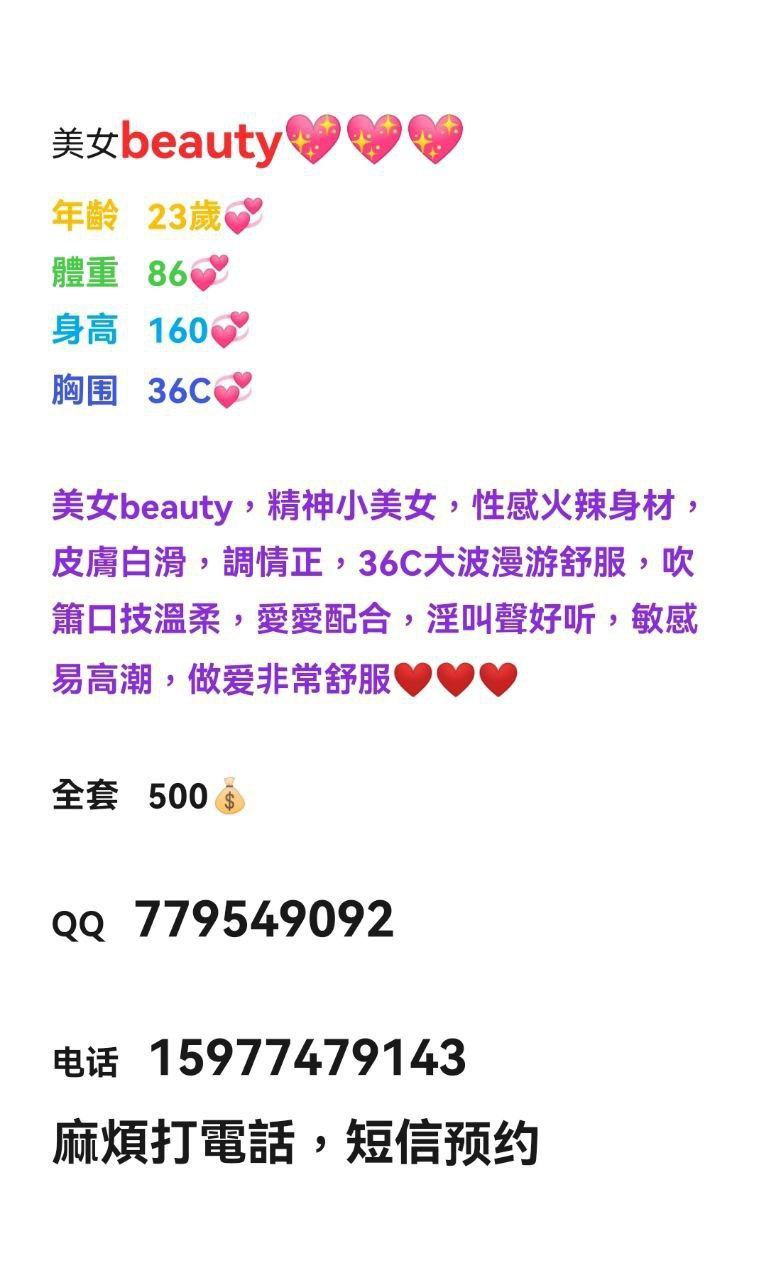 美女beauty💖💖💖
年齡 23歲💞
體重 86💞
身高 160💞
胸围 36C💞
美女beauty，精神小美女，性感火辣身材，
皮膚白滑，調情正，36C大波漫游舒服，吹
簫口技溫柔，愛愛配合，淫叫聲好听，敏感
易高潮，做爱非常舒服❤️❤️❤️
全套 500💰
QQ 779549092
电话 15977479143
麻煩打電話，短信预约